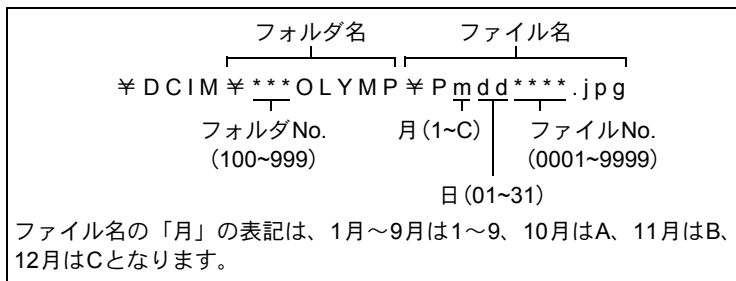 フォルダ名 ファイル名
￥DCIM￥***OLYMP￥Pmdd****.jpg
フォルダNo. 月(1~C) ファイルNo.
(100~999) (0001~9999)
日(01~31)
ファイル名の「月」の表記は、1月～9月は1～9、10月はA、11月はB、
12月はCとなります。